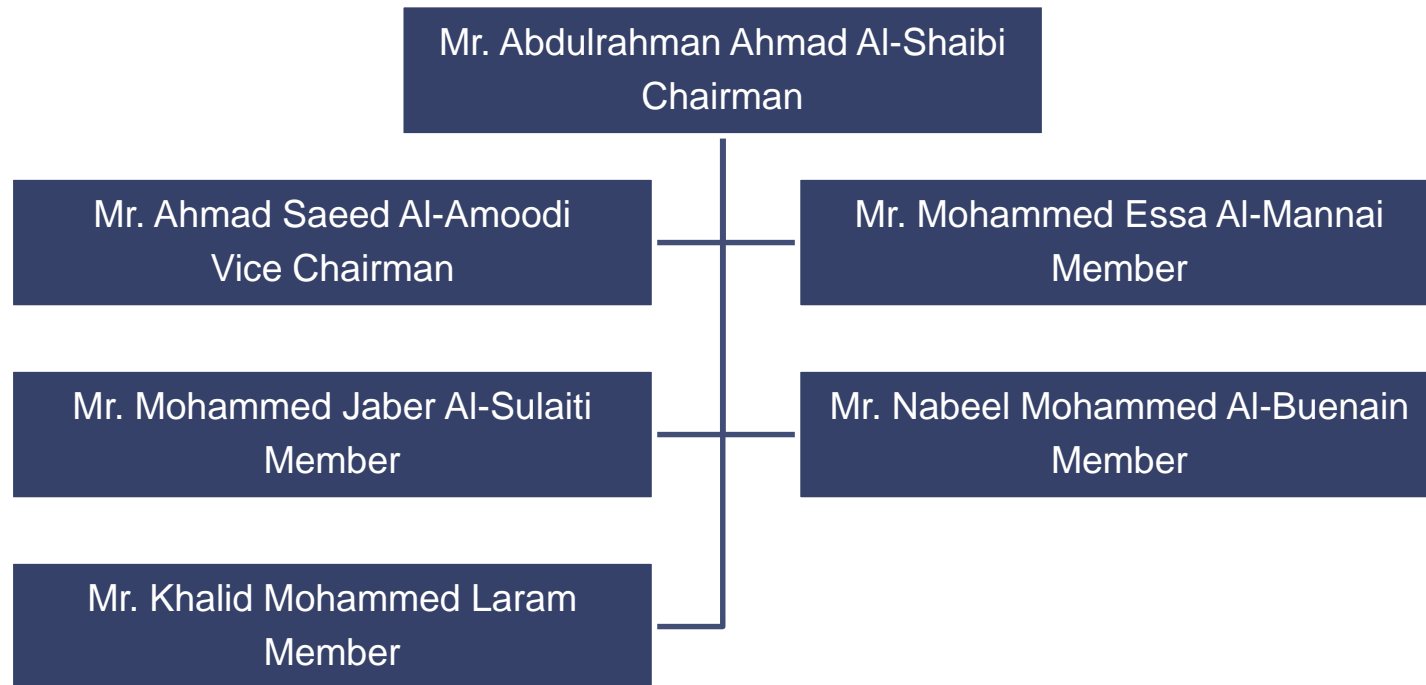 Mr. Abdulrahman Ahmad Al-Shaibi
Chairman
Mr. Ahmad Saeed Al-Amoodi
Vice Chairman
Mr. Mohammed Essa Al-Mannai
Member
Mr. Mohammed Jaber Al-Sulaiti
Member
Mr. Nabeel Mohammed Al-Buenain
Member
Mr. Khalid Mohammed Laram
Member